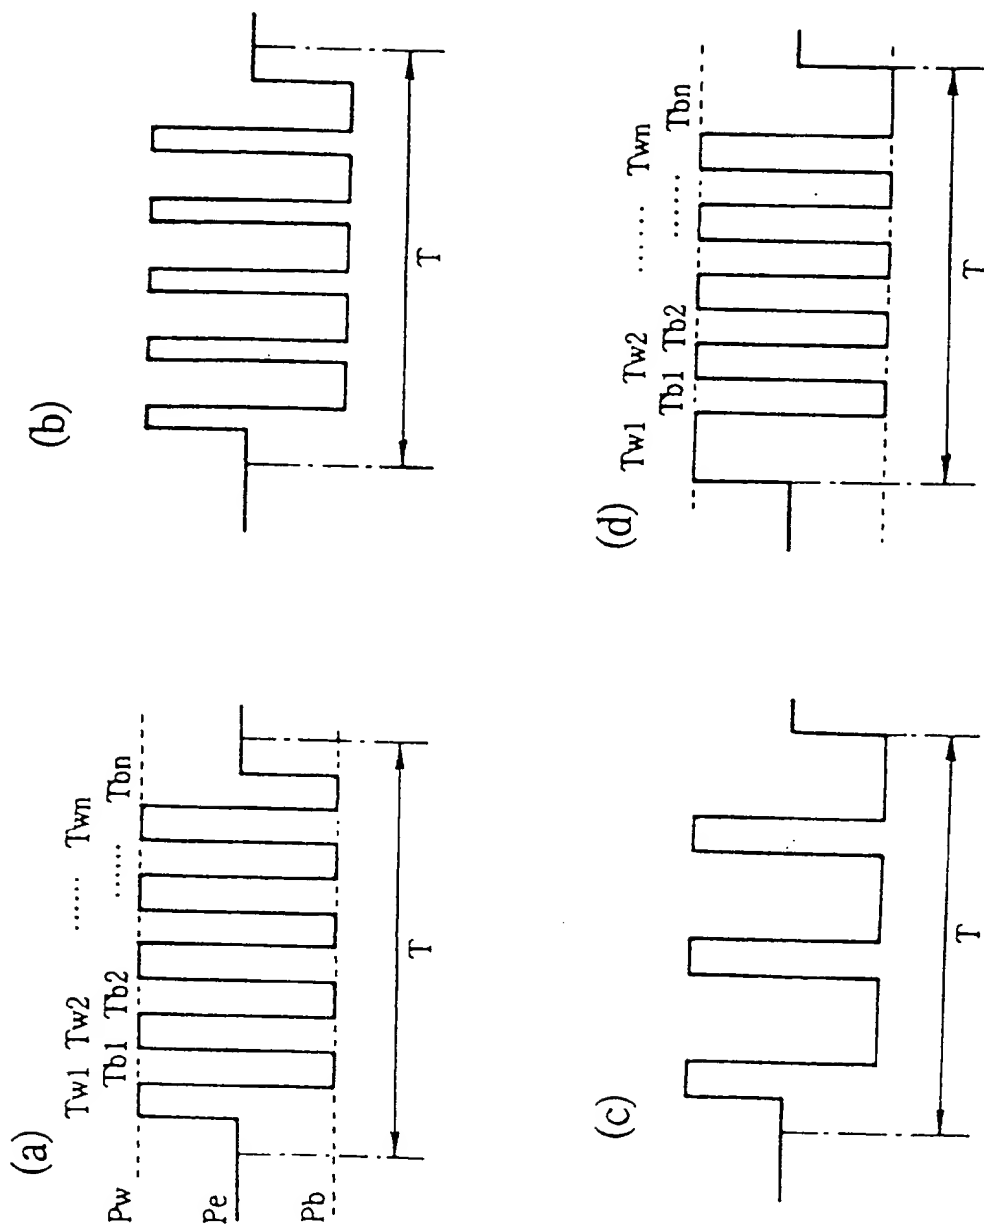 (a)
Tw1 Tw2 ...... Twn
Tb1 Tb2 ...... Tbn
Pw
Pe
Pb
T
(b)
T
(c)
T
(d)
Tw1 Tw2 ...... Twn
Tb1 Tb2 ...... Tbn
T